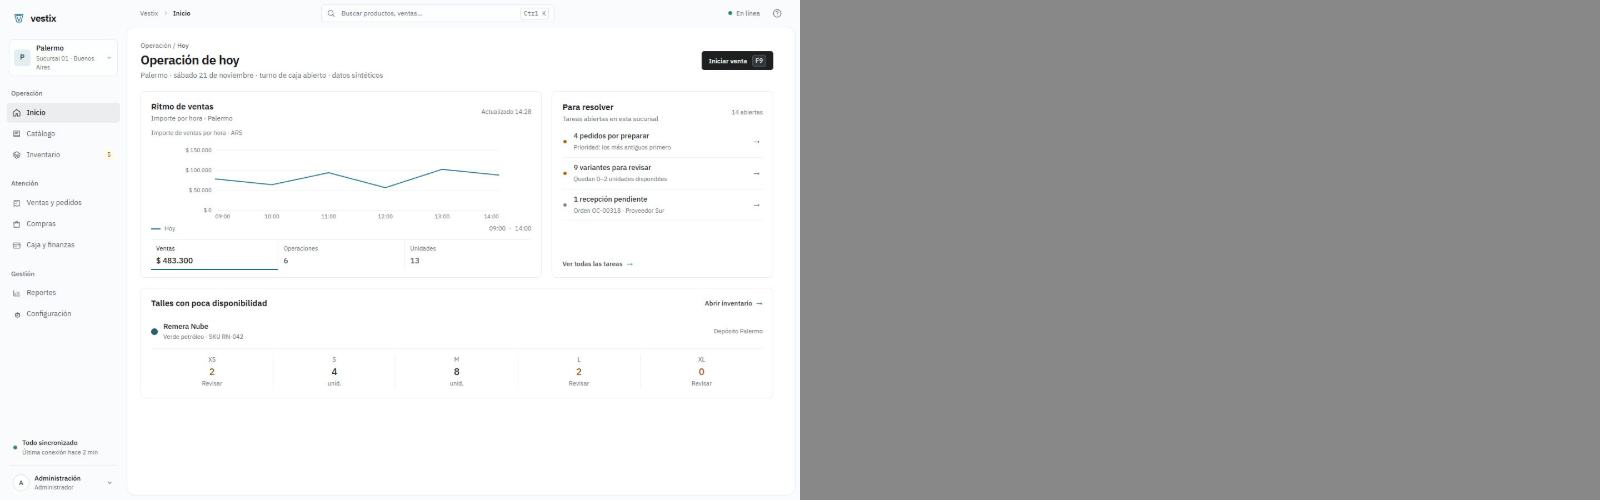 vestix
Palermo
Sucursal 01 · Buenos
Aires
P
Operación
Inicio
Catálogo
Inventario 5
Atención
Ventas y pedidos
Compras
Caja y finanzas
Gestión
Reportes
Configuración
Todo sincronizado
Última conexión hace 2 min
A
Administración
Administrador
Vestix > Inicio
Buscar productos, ventas... Ctrl K
En línea
Operación / Hoy
Operación de hoy
Palermo · sábado 21 de noviembre · turno de caja abierto · datos sintéticos
Iniciar venta F9
Ritmo de ventas
Importe por hora · Palermo
Actualizado 14:28
Importe de ventas por hora · ARS
$ 150.000
$ 100.000
$ 50.000
$ 0
09:00 10:00 11:00 12:00 13:00 14:00
Hoy 09:00 - 14:00
Ventas Operaciones Unidades
$ 483.300 6 13
Para resolver
Tareas abiertas en esta sucursal
14 abiertas
4 pedidos por preparar →
Prioridad: los más antiguos primero
9 variantes para revisar →
Quedan 0–2 unidades disponibles
1 recepción pendiente →
Orden OC-00318 · Proveedor Sur
Ver todas las tareas →
Talles con poca disponibilidad Abrir inventario →
Remera Nube
Verde petróleo · SKU RN-042
Depósito Palermo
XS S M L XL
2 4 8 2 0
Revisar unid. unid. Revisar Revisar